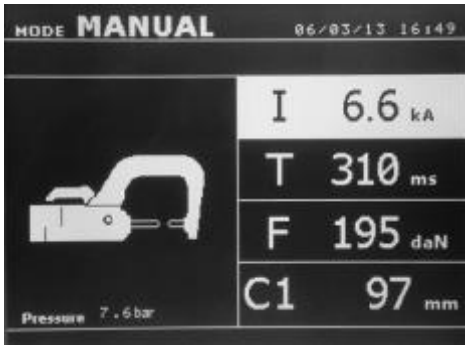 MODE MANUAL 06/03/13 16:49
I 6.6 kA
T 310 ms
F 195 daN
C1 97 mm
Pressure 7.6bar